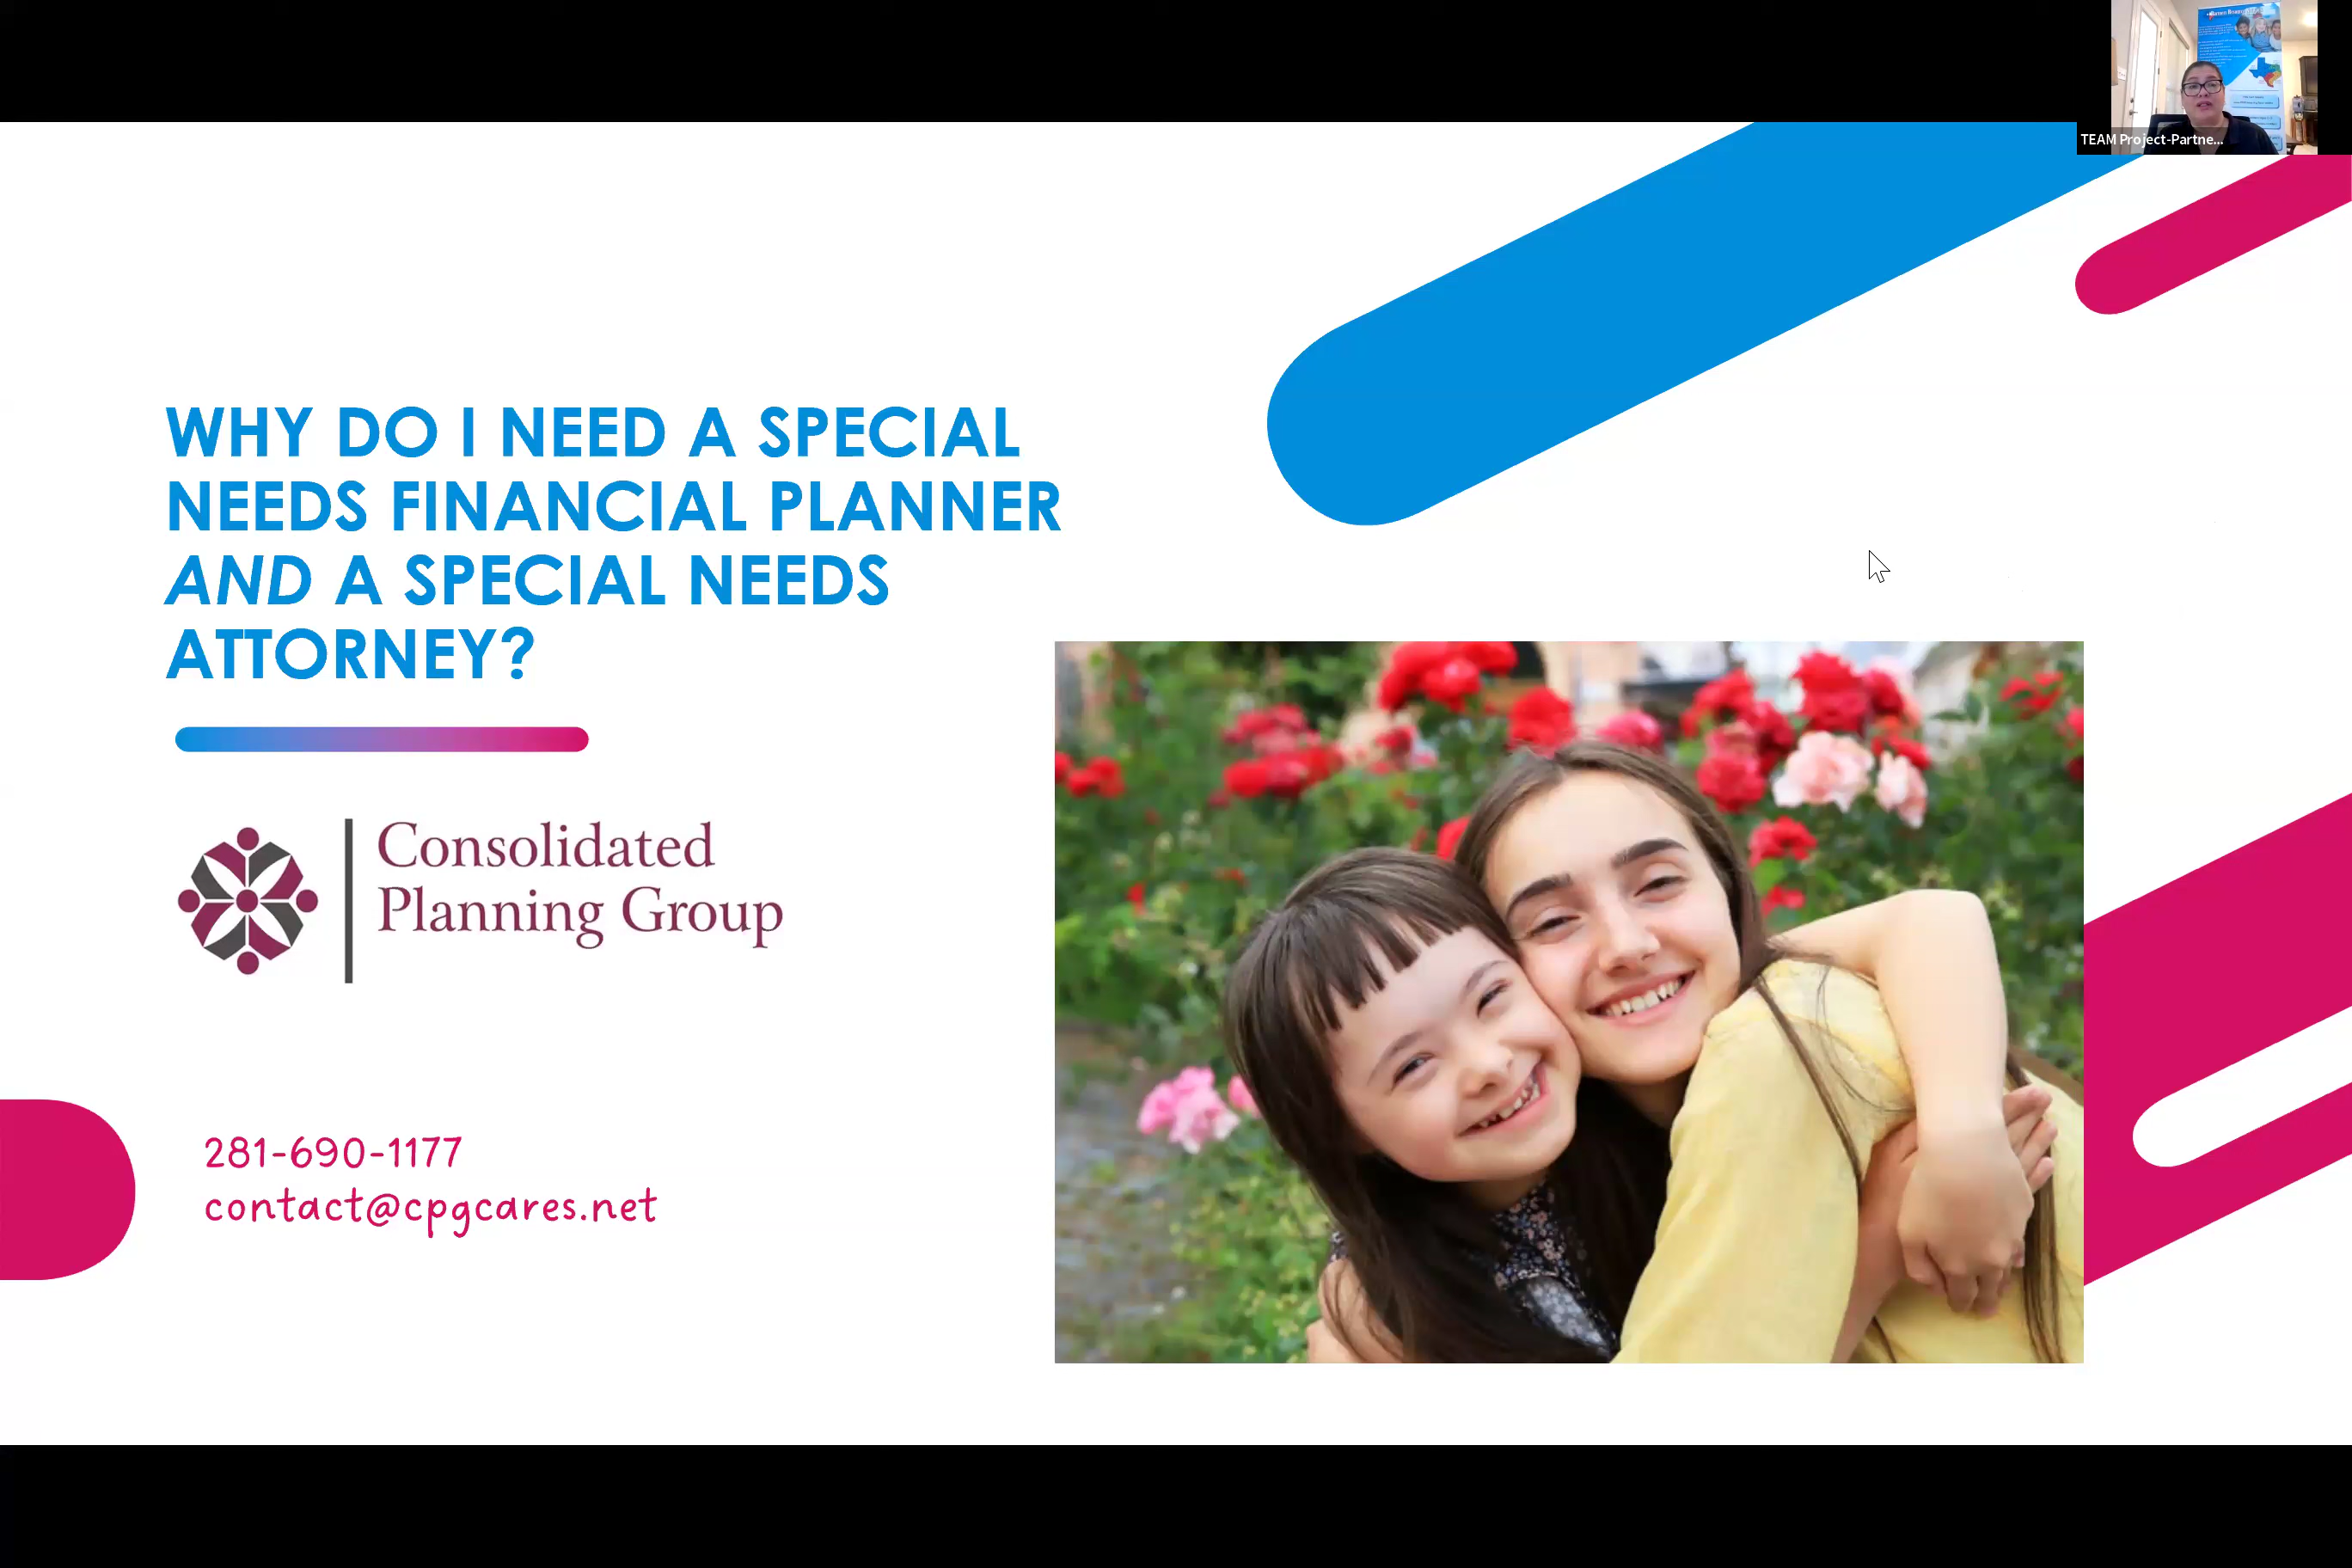 TEAM Project-Partne...
WHY DO I NEED A SPECIAL
NEEDS FINANCIAL PLANNER
AND A SPECIAL NEEDS
ATTORNEY?
Consolidated
Planning Group
281-690-1177
contact@cpgcares.net